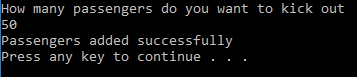 How many passengers do you want to kick out
50
Passengers added successfully
Press any key to continue . . .